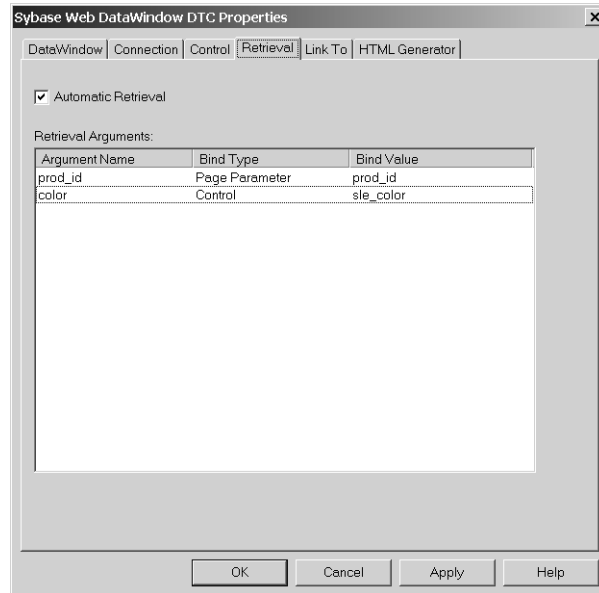 Sybase Web DataWindow DTC Properties
DataWindow Connection Control Retrieval Link To HTML Generator
Automatic Retrieval
Retrieval Arguments:
Argument Name Bind Type Bind Value
prod_id Page Parameter prod_id
color Control sle_color
OK Cancel Apply Help